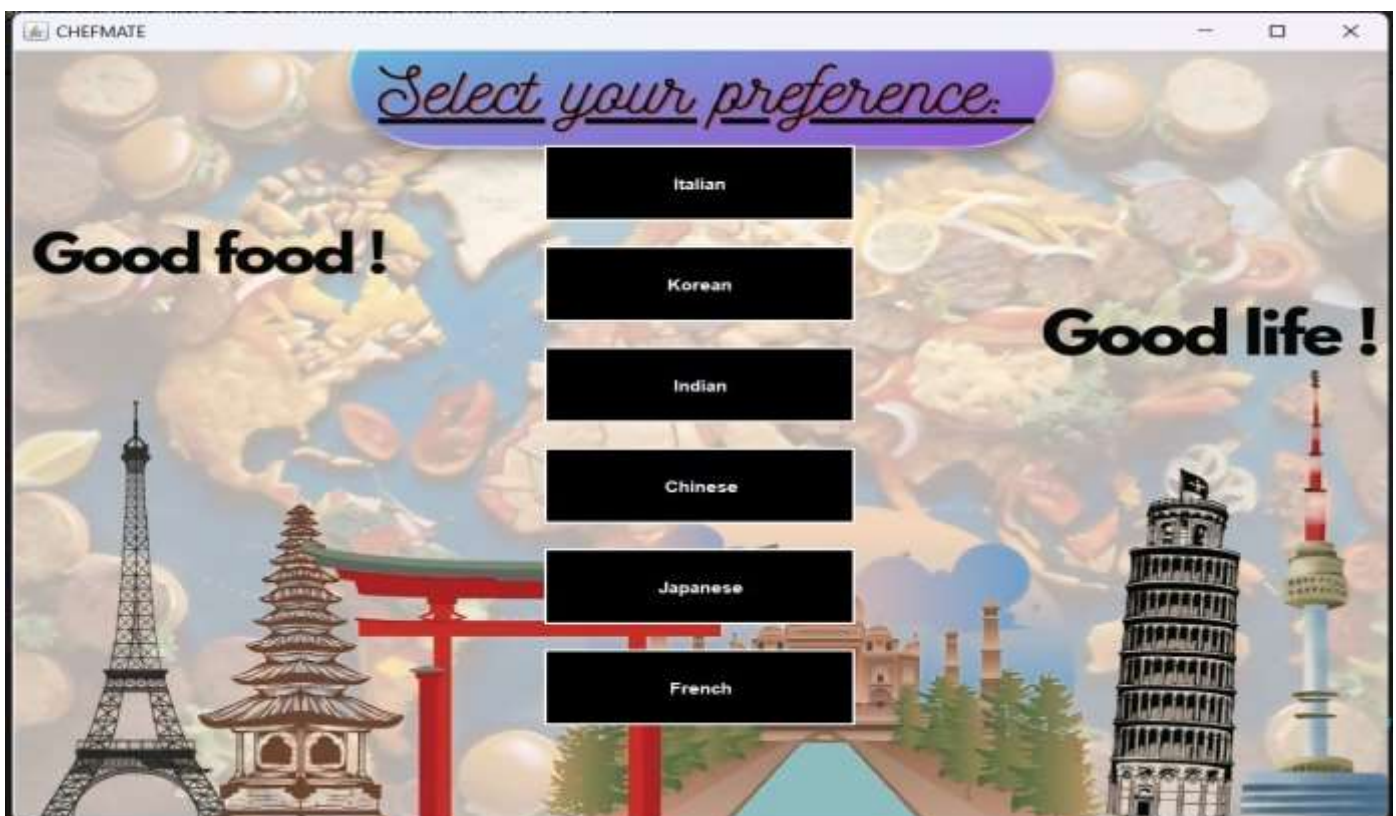 CHEFMATE
Select your preference:
Italian
Good food !
Korean
Good life !
Indian
Chinese
Japanese
French